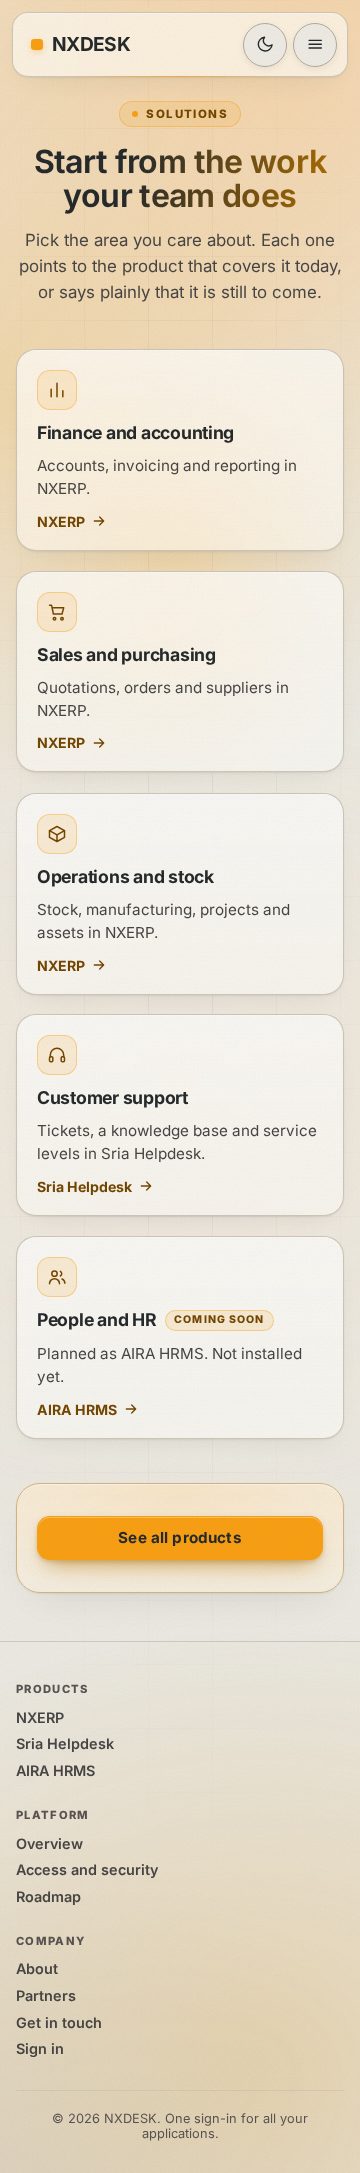 NXDESK
SOLUTIONS
Start from the work
your team does
Pick the area you care about. Each one
points to the product that covers it today,
or says plainly that it is still to come.
Finance and accounting
Accounts, invoicing and reporting in
NXERP.
NXERP →
Sales and purchasing
Quotations, orders and suppliers in
NXERP.
NXERP →
Operations and stock
Stock, manufacturing, projects and
assets in NXERP.
NXERP →
Customer support
Tickets, a knowledge base and service
levels in Sria Helpdesk.
Sria Helpdesk →
People and HR COMING SOON
Planned as AIRA HRMS. Not installed
yet.
AIRA HRMS →
See all products
PRODUCTS
NXERP
Sria Helpdesk
AIRA HRMS
PLATFORM
Overview
Access and security
Roadmap
COMPANY
About
Partners
Get in touch
Sign in
© 2026 NXDESK. One sign-in for all your
applications.